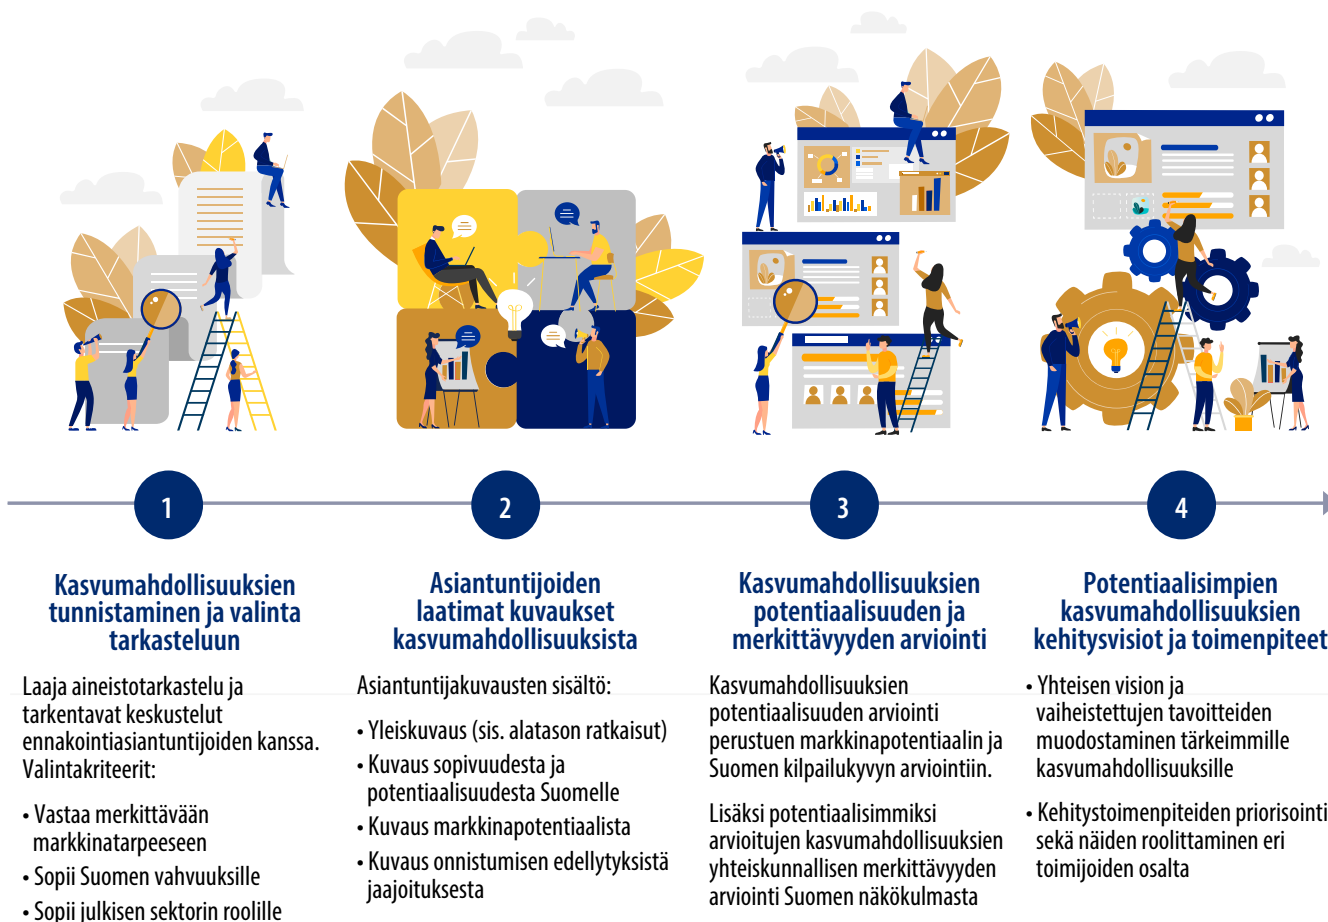 1
Kasvumahdollisuuksien
tunnistaminen ja valinta
tarkasteluun
Laaja aineistotarkastelu ja
tarkentavat keskustelut
ennakointiasiantuntijoiden kanssa.
Valintakriteerit:
• Vastaa merkittävään
markkinatarpeeseen
• Sopii Suomen vahvuuksille
• Sopii julkisen sektorin roolille
2
Asiantuntijoiden
laatimat kuvaukset
kasvumahdollisuuksista
Asiantuntijakuvausten sisältö:
• Yleiskuvaus (sis. alatason ratkaisut)
• Kuvaus sopivuudesta ja
potentiaalisuudesta Suomelle
• Kuvaus markkinapotentiaalista
• Kuvaus onnistumisen edellytyksistä
jaajoituksesta
3
Kasvumahdollisuuksien
potentiaalisuuden ja
merkittävyyden arviointi
Kasvumahdollisuuksien
potentiaalisuuden arviointi
perustuen markkinapotentiaalin ja
Suomen kilpailukyvyn arviointiin.
Lisäksi potentiaalisimmiksi
arvioitujen kasvumahdollisuuksien
yhteiskunnallisen merkittävyyden
arviointi Suomen näkökulmasta
4
Potentiaalisimpien
kasvumahdollisuuksien
kehitysvisiot ja toimenpiteet
• Yhteisen vision ja
vaiheistettujen tavoitteiden
muodostaminen tärkeimmille
kasvumahdollisuuksille
• Kehitystoimenpiteiden priorisointi
sekä näiden roolittaminen eri
toimijoiden osalta